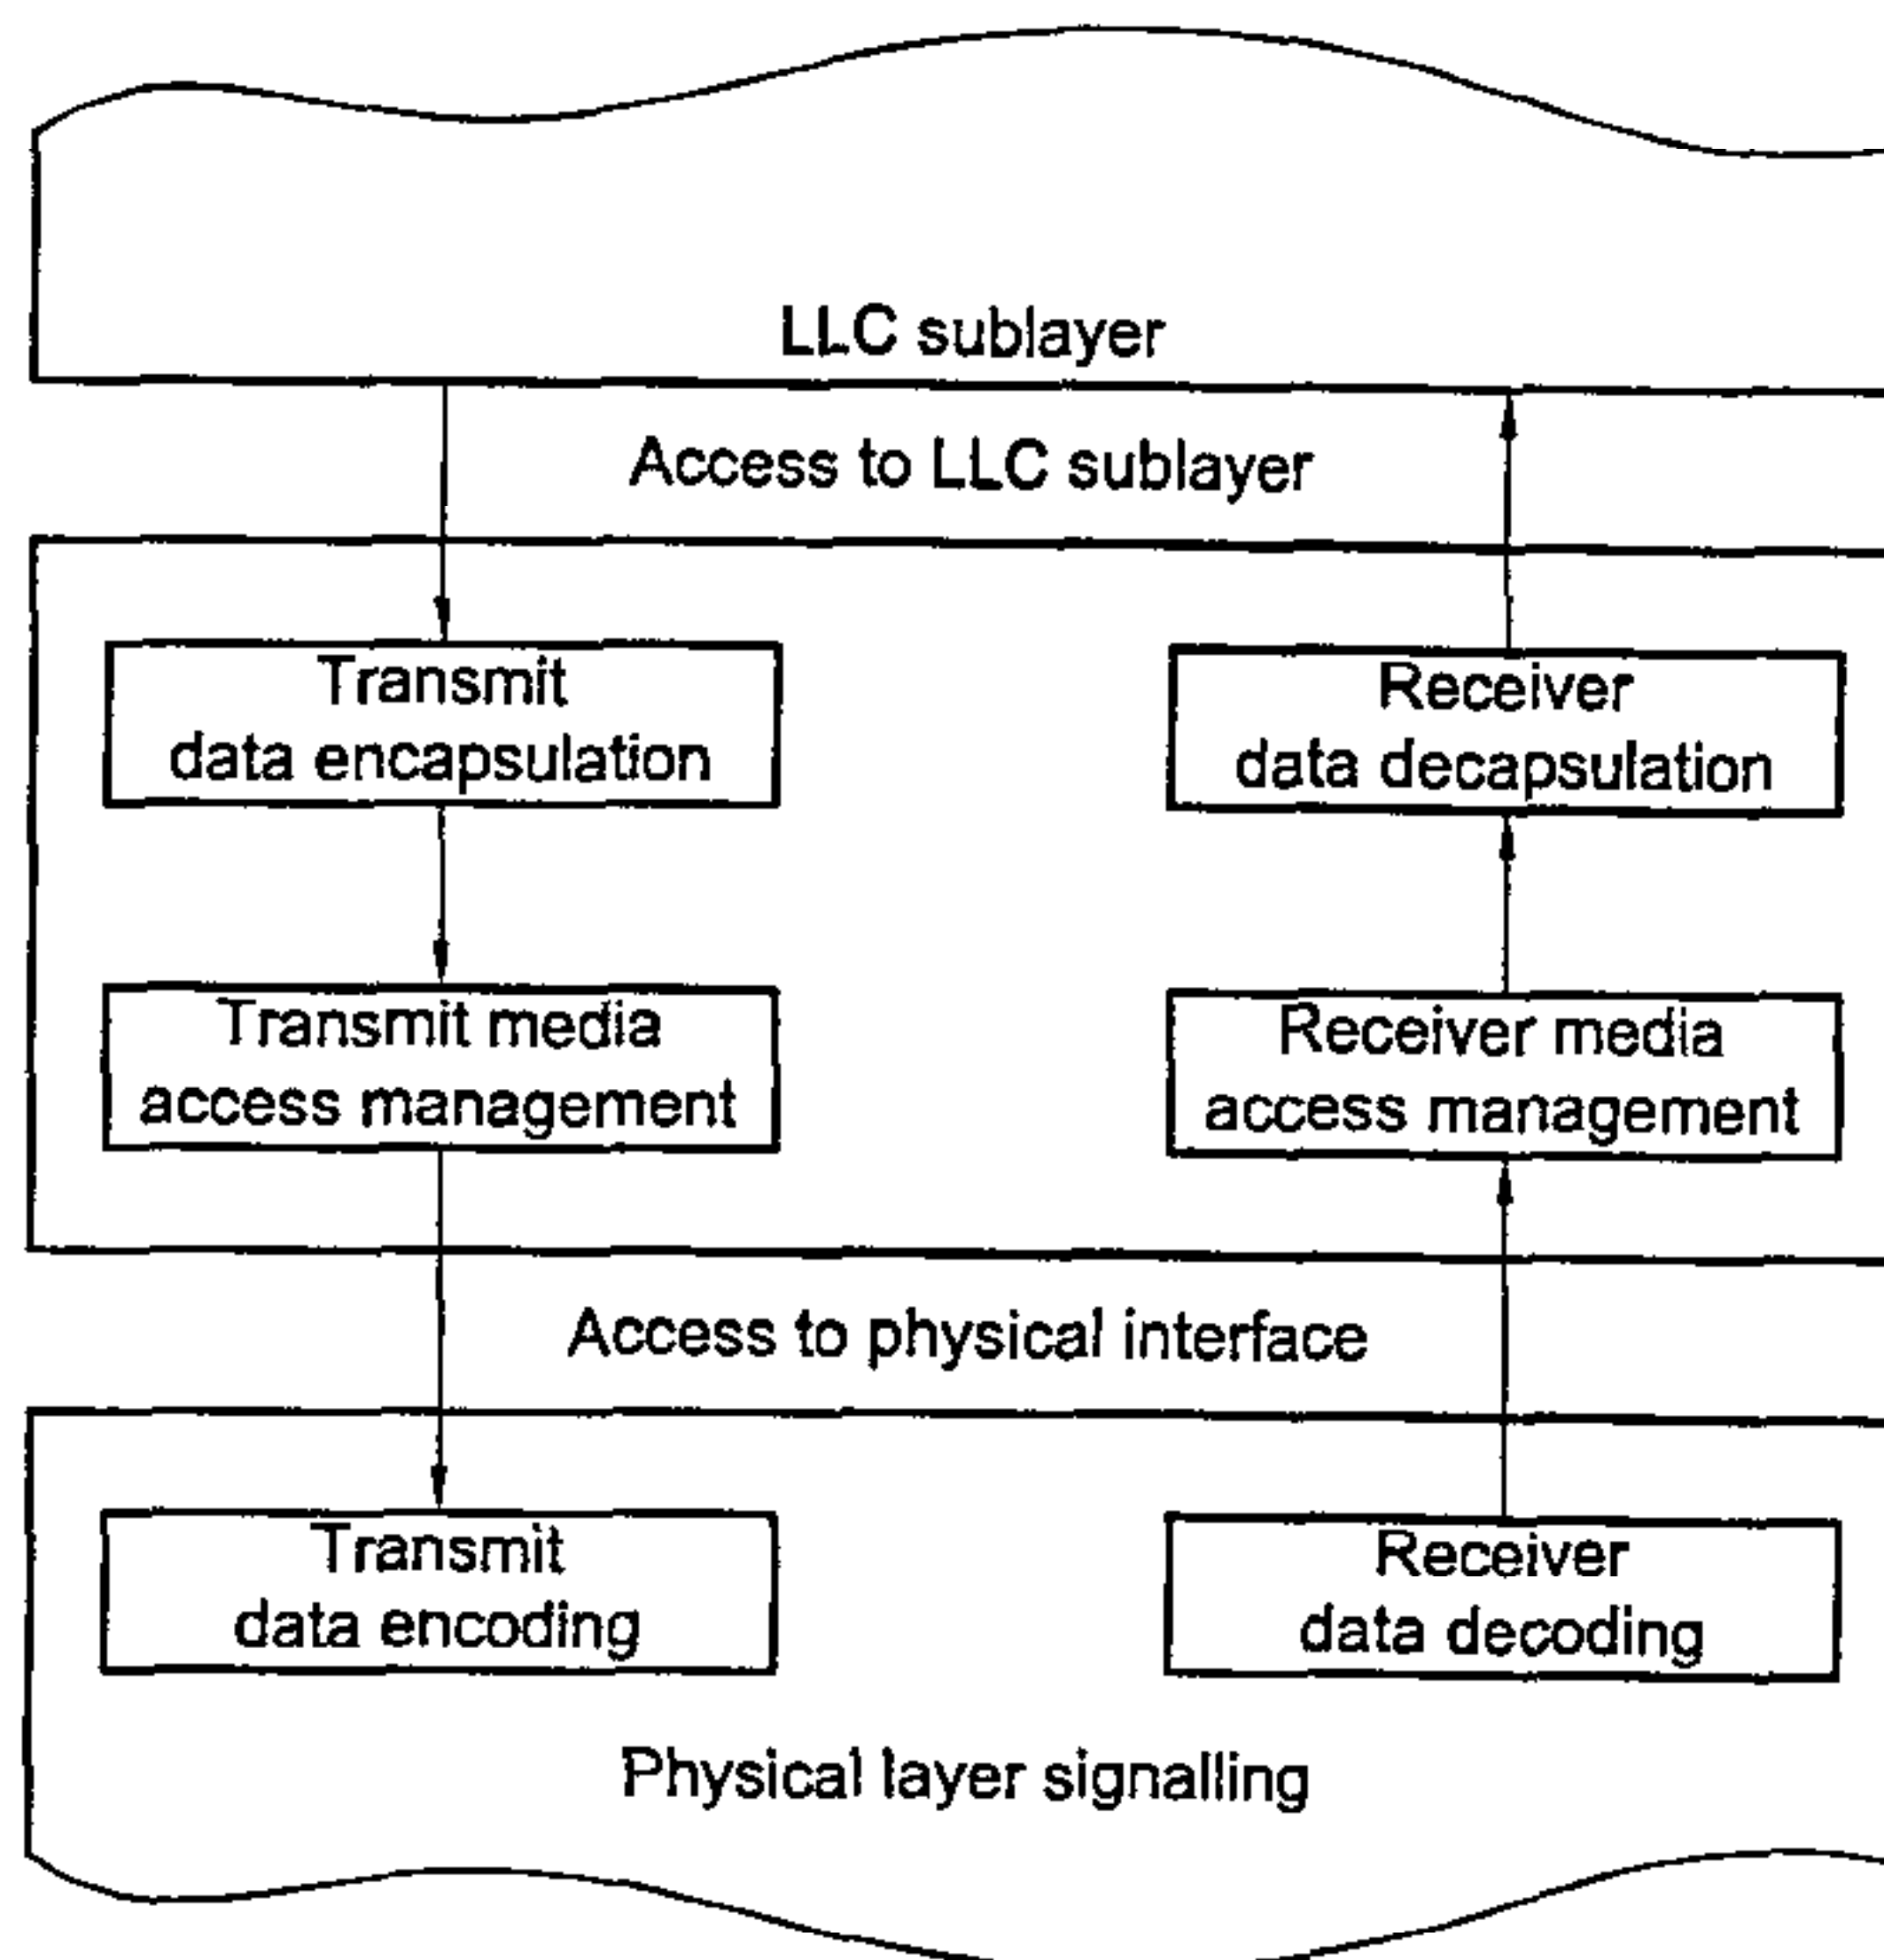 LLC sublayer
Access to LLC sublayer
Transmit
data encapsulation
Receiver
data decapsulation
Transmit media
access management
Receiver media
access management
Access to physical interface
Transmit
data encoding
Receiver
data decoding
Physical layer signalling